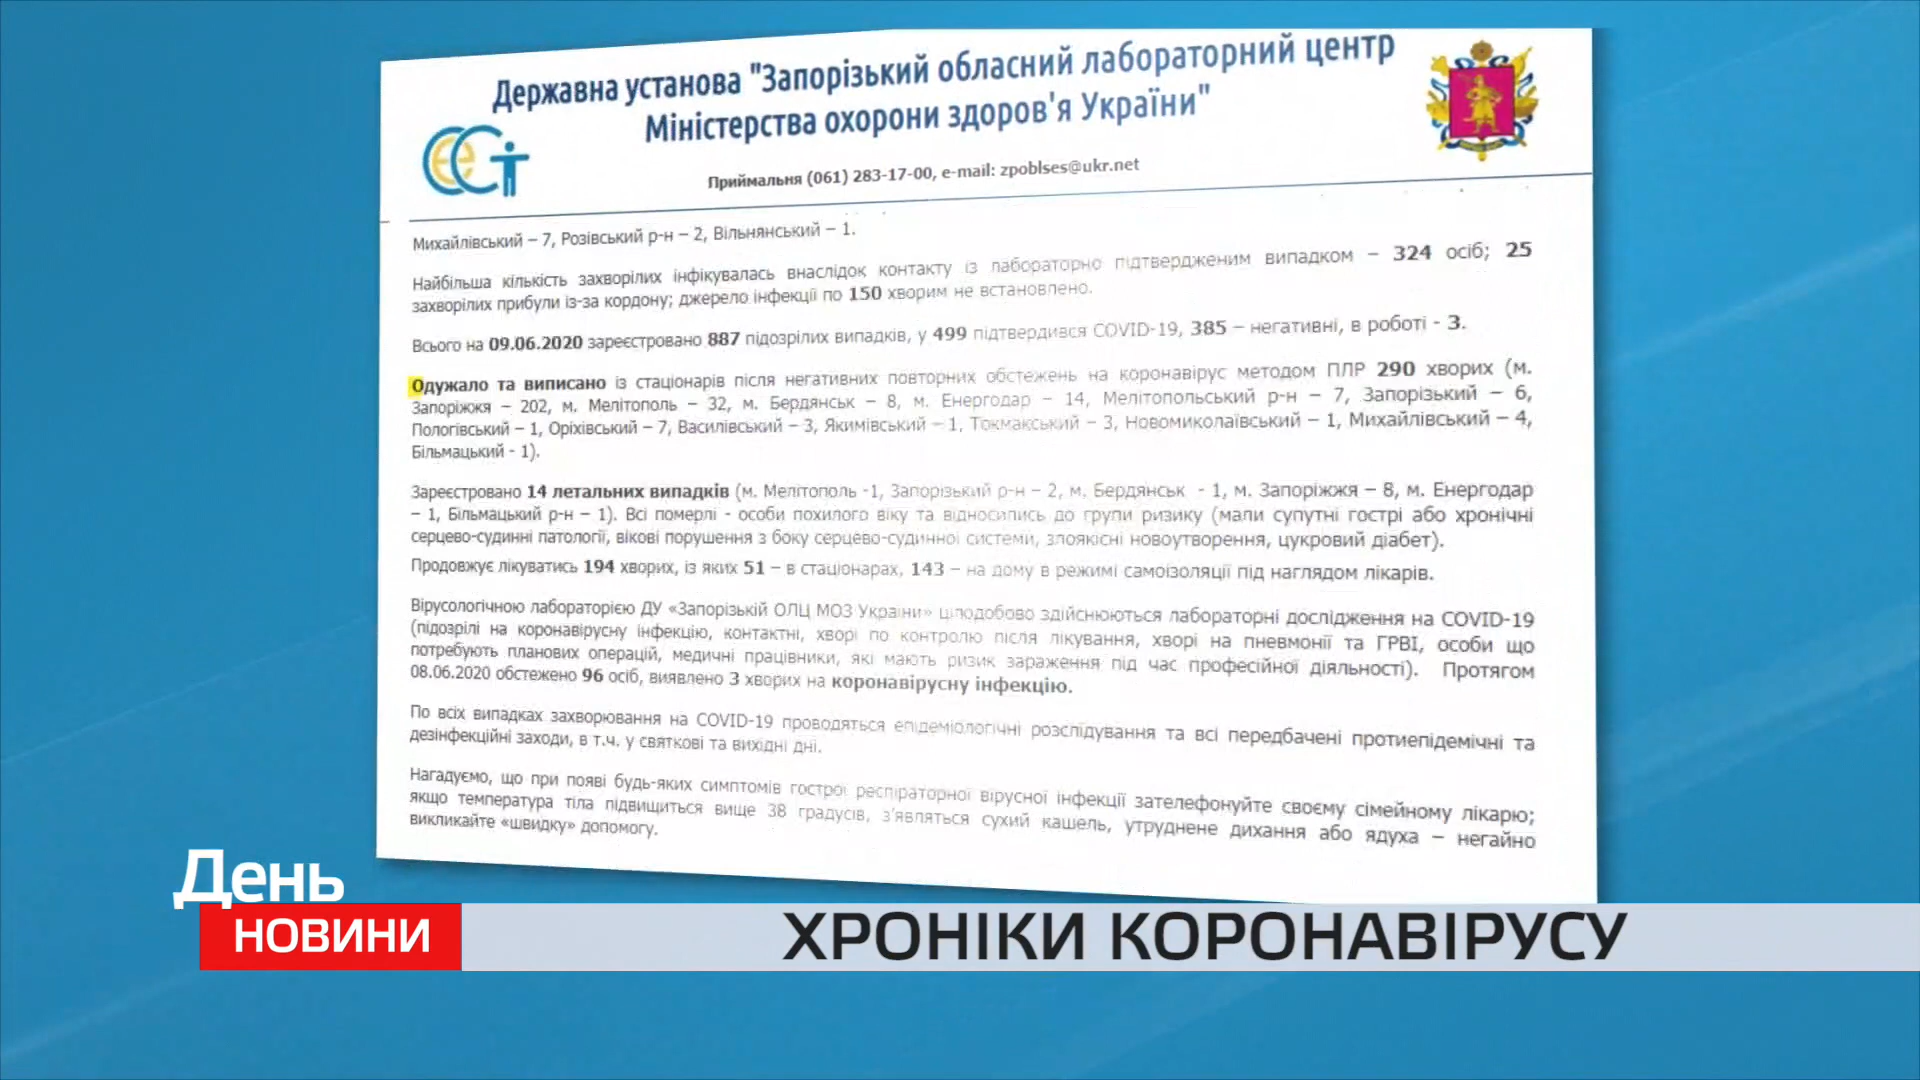 Державна установа "Запорізький обласний лабораторний центр
Міністерства охорони здоров'я України"
Приймальня (061) 283-17-00, e-mail: zpoblses@ukr.net
Михайлівський – 7, Розівський р-н – 2, Вільнянський – 1.
Найбільша кількість захворілих інфікувалась внаслідок контакту із лабораторно підтвердженим випадком – 324 осіб; 25
захворілих прибули із-за кордону; джерело інфекції по 150 хворим не встановлено.
Всього на 09.06.2020 зареєстровано 887 підозрілих випадків, у 499 підтвердився COVID-19, 385 – негативні, в роботі - 3.
Одужало та виписано із стаціонарів після негативних повторних обстежень на коронавірус методом ПЛР 290 хворих (м.
Запоріжжя – 202, м. Мелітополь – 32, м. Бердянськ – 8, м. Енергодар – 14, Мелітопольський р-н – 7, Запорізький – 6,
Пологівський – 1, Оріхівський – 7, Василівський – 3, Якимівський – 1, Токмакський – 3, Новомиколаївський – 1, Михайлівський – 4,
Більмацький - 1).
Зареєстровано 14 летальних випадків (м. Мелітополь -1, Запорізький р-н – 2, м. Бердянськ - 1, м. Запоріжжя – 8, м. Енергодар
– 1, Більмацький р-н – 1). Всі померлі - особи похилого віку та відносились до групи ризику (мали супутні гострі або хронічні
серцево-судинні патології, вікові порушення з боку серцево-судинної системи, злоякісні новоутворення, цукровий діабет).
Продовжує лікуватись 194 хворих, із яких 51 – в стаціонарах, 143 – на дому в режимі самоізоляції під наглядом лікарів.
Вірусологічною лабораторією ДУ «Запорізькій ОЛЦ МОЗ України» цілодобово здійснюються лабораторні дослідження на COVID-19
(підозрілі на коронавірусну інфекцію, контактні, хворі по контролю після лікування, хворі на пневмонії та ГРВІ, особи що
потребують планових операцій, медичні працівники, які мають ризик зараження під час професійної діяльності). Протягом
08.06.2020 обстежено 96 осіб, виявлено 3 хворих на коронавірусну інфекцію.
По всіх випадках захворювання на COVID-19 проводяться епідеміологічні розслідування та всі передбачені протиепідемічні та
дезінфекційні заходи, в т.ч. у святкові та вихідні дні.
Нагадуємо, що при появі будь-яких симптомів гострої респіраторної вірусної інфекції зателефонуйте своєму сімейному лікарю;
якщо температура тіла підвищиться вище 38 градусів, з'являться сухий кашель, утруднене дихання або ядуха – негайно
викликайте «швидку» допомогу.
День
НОВИНИ
ХРОНІКИ КОРОНАВІРУСУ